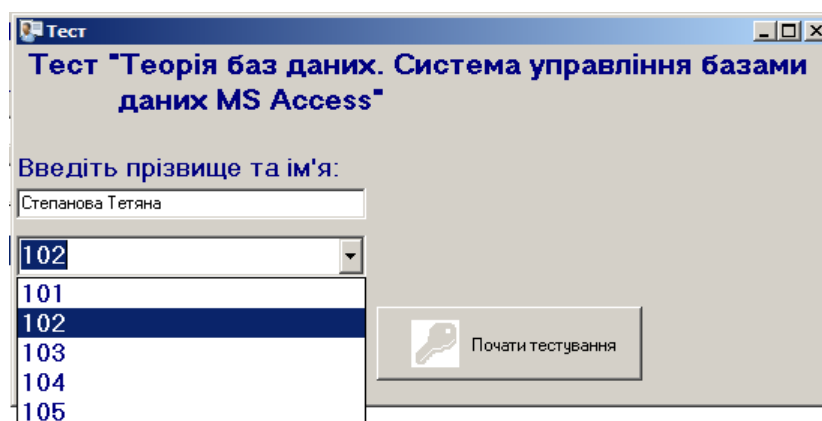 Тест
Тест "Теорія баз даних. Система управління базами
даних MS Access"
Введіть прізвище та ім'я:
Степанова Тетяна
102
101
102
103
104
105
Почати тестування